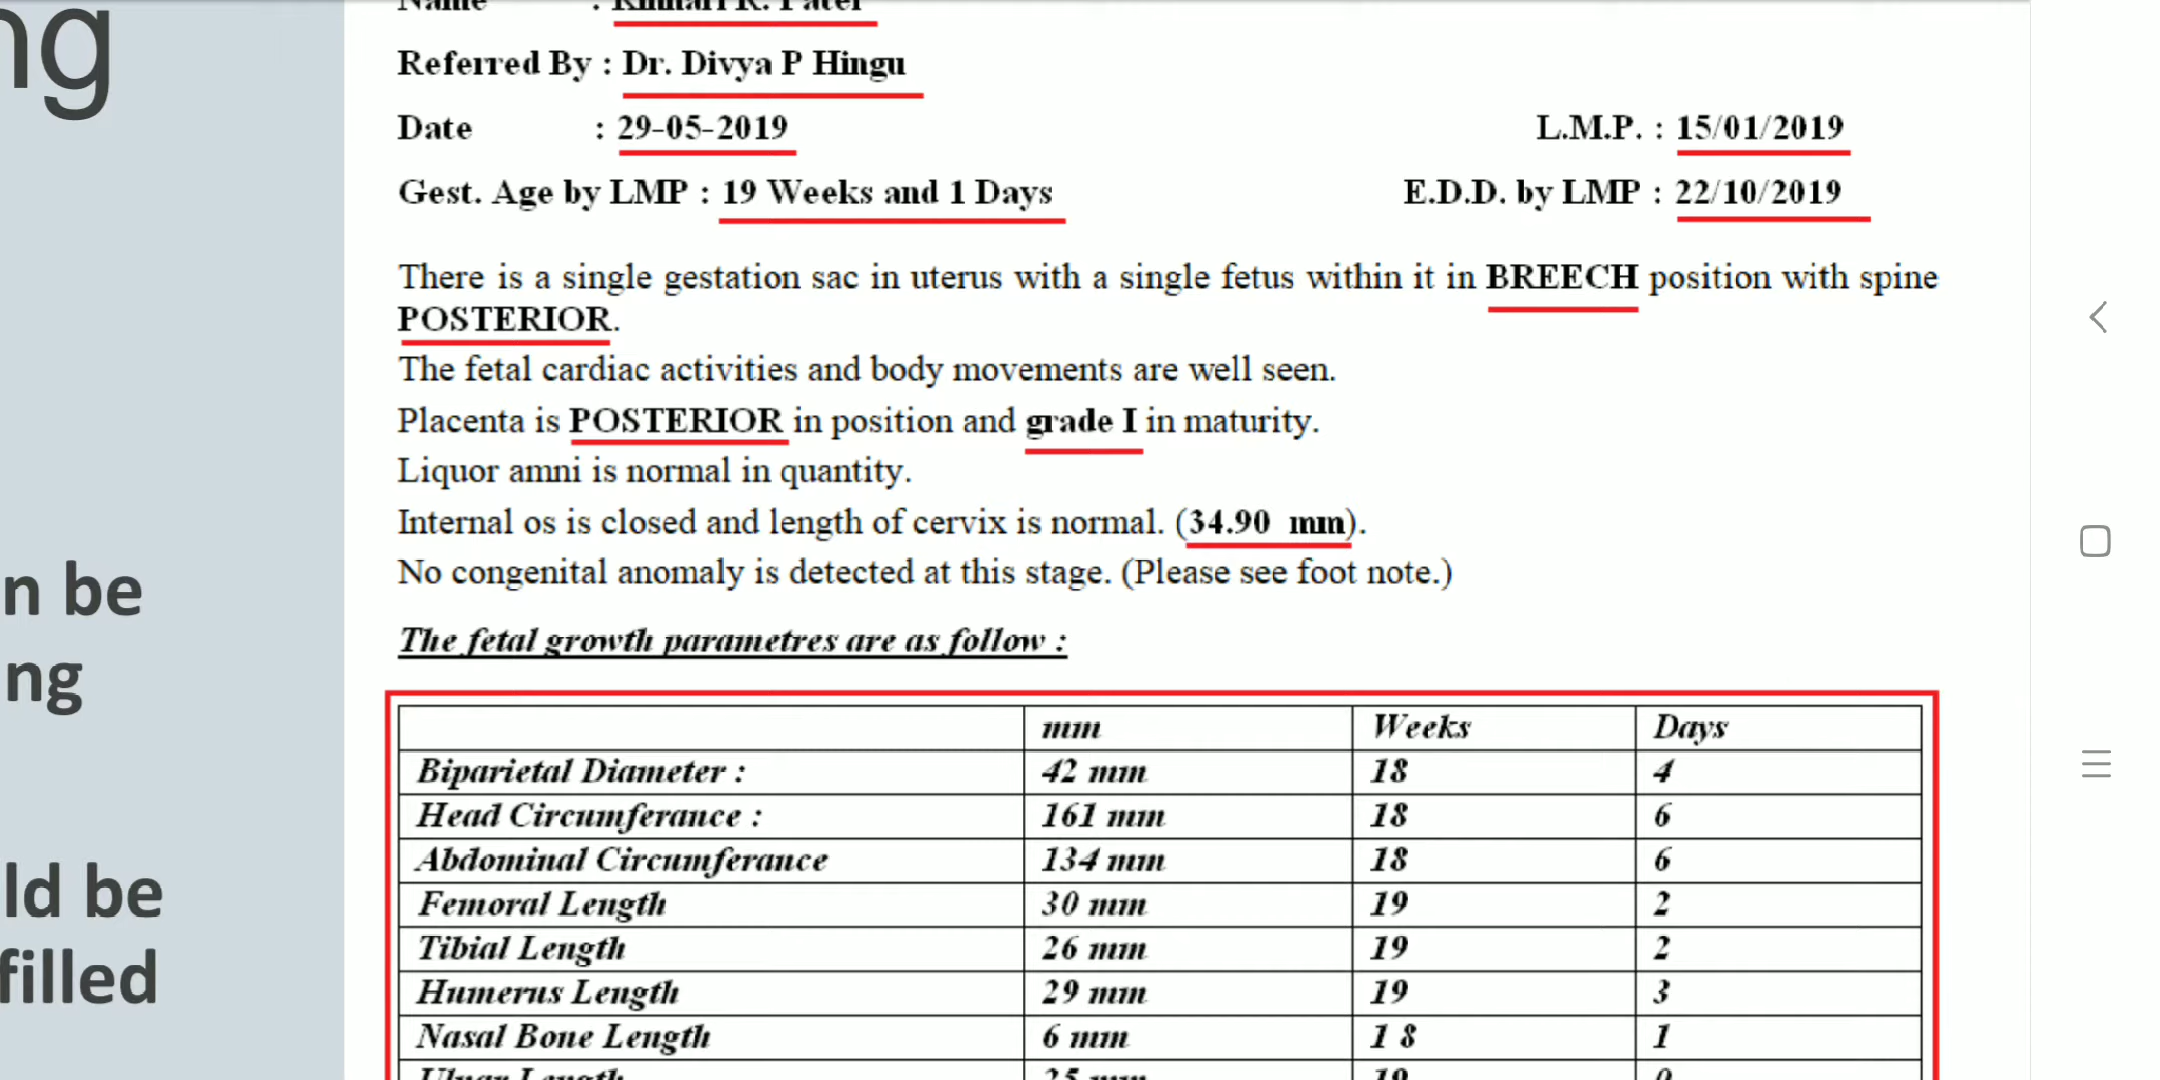 ng
n be
ng
ld be
filled
Name :
Referred By : Dr. Divya P Hingu
Date : 29-05-2019 L.M.P. : 15/01/2019
Gest. Age by LMP : 19 Weeks and 1 Days E.D.D. by LMP : 22/10/2019
There is a single gestation sac in uterus with a single fetus within it in BREECH position with spine
POSTERIOR.
The fetal cardiac activities and body movements are well seen.
Placenta is POSTERIOR in position and grade I in maturity.
Liquor amni is normal in quantity.
Internal os is closed and length of cervix is normal. (34.90 mm).
No congenital anomaly is detected at this stage. (Please see foot note.)
The fetal growth parametres are as follow :
mm Weeks Days
Biparietal Diameter : 42 mm 18 4
Head Circumferance : 161 mm 18 6
Abdominal Circumferance 134 mm 18 6
Femoral Length 30 mm 19 2
Tibial Length 26 mm 19 2
Humerus Length 29 mm 19 3
Nasal Bone Length 6 mm 1 8 1